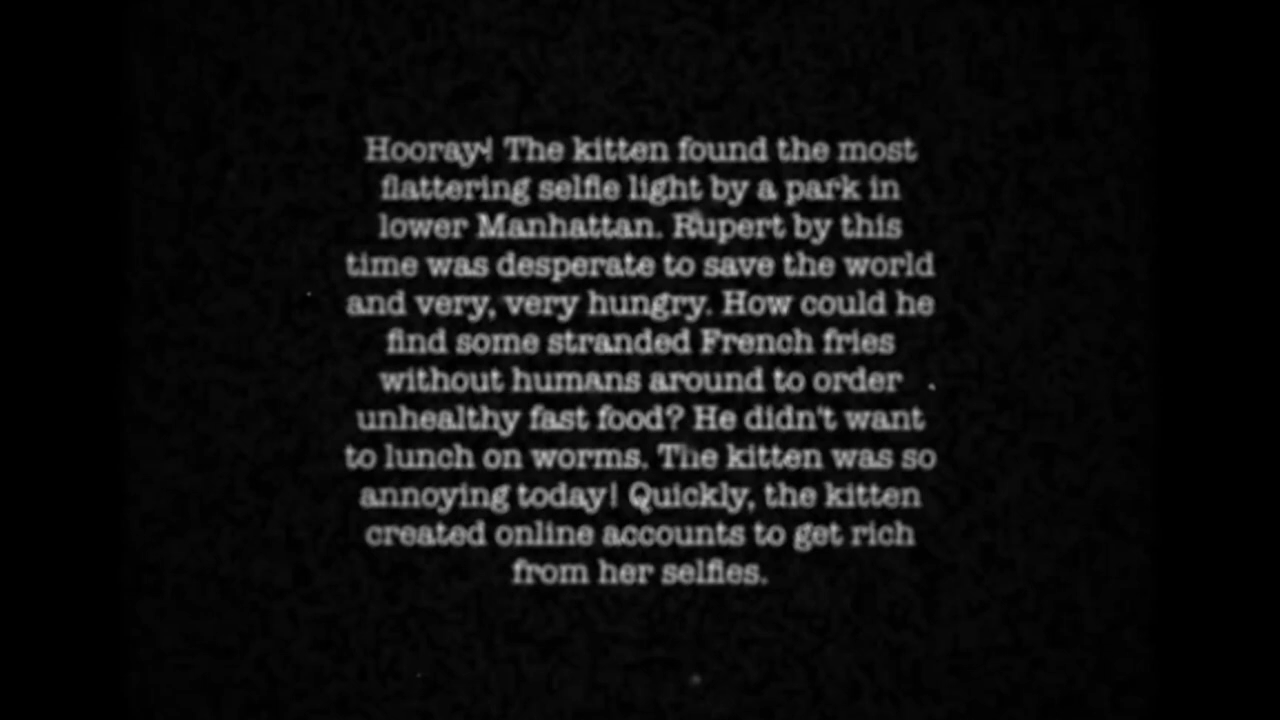 Hooray! The kitten found the most
flattering selfie light by a park in
lower Manhattan. Rupert by this
time was desperate to save the world
and very, very hungry. How could he
find some stranded French fries
without humans around to order
unhealthy fast food? He didn't want
to lunch on worms. The kitten was so
annoying today! Quickly, the kitten
created online accounts to get rich
from her selfies.